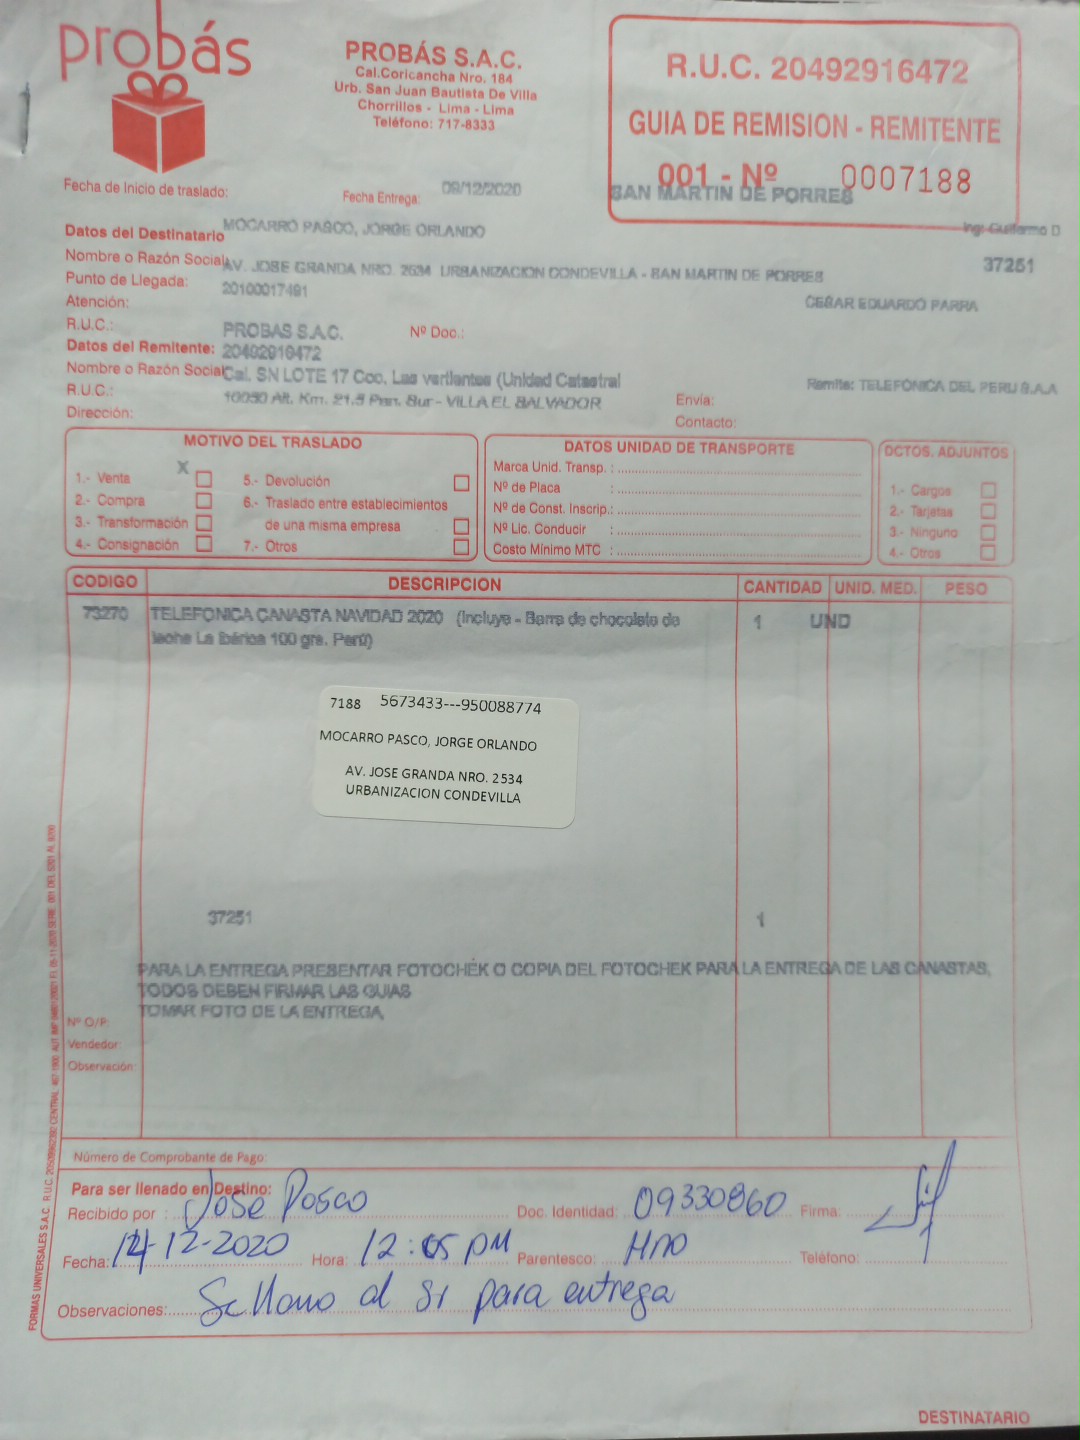 probás
PROBÁS S.A.C.
Cal.Coricancha Nro. 184
Urb. San Juan Bautista De Villa
Chorrillos - Lima - Lima
Teléfono: 717-8333
R.U.C. 20492916472
GUIA DE REMISION - REMITENTE
001 - Nº 0007188
SAN MARTIN DE PORRES
Fecha de Inicio de traslado:
Fecha Entrega: 09/12/2020
Ing: Guillermo D
Datos del Destinatario MOCARRO PASCO, JORGE ORLANDO
37251
Nombre o Razón Social AV. JOSE GRANDA NRO. 2534 URBANIZACION CONDEVILLA - SAN MARTIN DE PORRES
Punto de Llegada: 20100017491
CESAR EDUARDO PARRA
Atención:
R.U.C.: PROBAS S.A.C. Nº Doc.:
Datos del Remitente: 20492916472
Nombre o Razón Social Cal. SN LOTE 17 Coo. Las vertientes (Unidad Catastral
Remite: TELEFONICA DEL PERU S.A.A
R.U.C.: 10030 Alt. Km. 21.5 Pan. Sur - VILLA EL SALVADOR
Envía:
Dirección:
Contacto:
MOTIVO DEL TRASLADO
X
1.- Venta
2.- Compra
3.- Transformación
4.- Consignación
5.- Devolución
6.- Traslado entre establecimientos
de una misma empresa
7.- Otros
DATOS UNIDAD DE TRANSPORTE
Marca Unid. Transp. :
Nº de Placa :
Nº de Const. Inscrip.:
Nº Lic. Conducir :
Costo Mínimo MTC :
DCTOS. ADJUNTOS
1.- Cargos
2.- Tarjetas
3.- Ninguno
4.- Otros
CODIGO DESCRIPCION CANTIDAD UNID. MED. PESO
73270 TELEFONICA CANASTA NAVIDAD 2020 (Incluye - Barra de chocolate de 1 UND
leche La Ibérica 100 grs. Perú)
7188 5673433---950088774
MOCARRO PASCO, JORGE ORLANDO
AV. JOSE GRANDA NRO. 2534
URBANIZACION CONDEVILLA
37251 1
PARA LA ENTREGA PRESENTAR FOTOCHEK O COPIA DEL FOTOCHEK PARA LA ENTREGA DE LAS CANASTAS,
TODOS DEBEN FIRMAR LAS GUIAS
TOMAR FOTO DE LA ENTREGA,
Nº O/P:
Vendedor:
Observación:
Número de Comprobante de Pago:
Para ser llenado en Destino:
Recibido por : Jose Pasco Doc. Identidad: 09330860 Firma:
Fecha: 14-12-2020 Hora: 12:05 PM Parentesco: HNO Teléfono:
Observaciones: Se llamo al Sr para entrega
FORMAS UNIVERSALES S.A.C.
DESTINATARIO